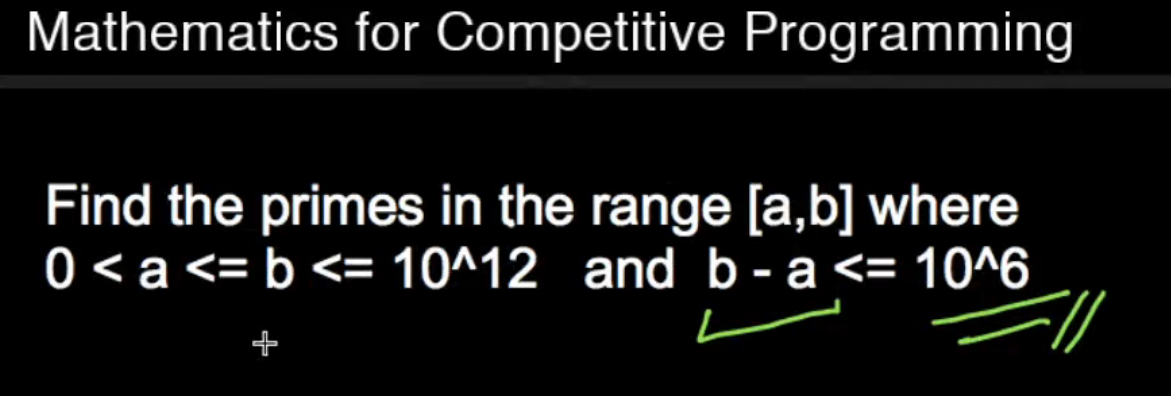 Mathematics for Competitive Programming
Find the primes in the range [a,b] where
0 < a <= b <= 10^12 and b - a <= 10^6